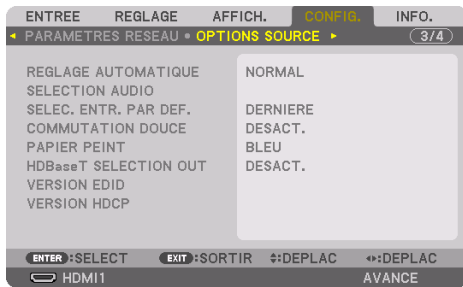 ENTREE REGLAGE AFFICH. CONFIG. INFO.
◄ PARAMETRES RESEAU • OPTIONS SOURCE ► 3/4
REGLAGE AUTOMATIQUE NORMAL
SELECTION AUDIO
SELEC. ENTR. PAR DEF. DERNIERE
COMMUTATION DOUCE DESACT.
PAPIER PEINT BLEU
HDBaseT SELECTION OUT DESACT.
VERSION EDID
VERSION HDCP
ENTER:SELECT EXIT:SORTIR ♦:DEPLAC ◂▸:DEPLAC
HDMI1 AVANCE